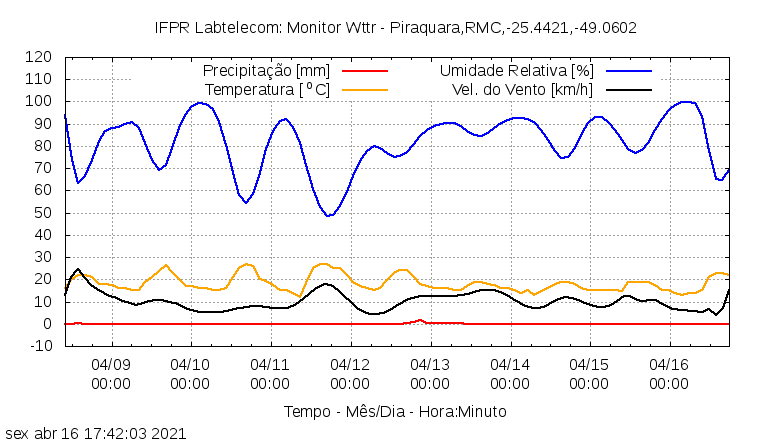 IFPR Labtelecom: Monitor Wttr - Piraquara,RMC,-25.4421,-49.0602
Precipitação [mm]
Temperatura [ ⁰C]
Umidade Relativa [%]
Vel. do Vento [km/h]
120
110
100
90
80
70
60
50
40
30
20
10
0
-10
04/09 04/10 04/11 04/12 04/13 04/14 04/15 04/16
00:00 00:00 00:00 00:00 00:00 00:00 00:00 00:00
Tempo - Mês/Dia - Hora:Minuto
sex abr 16 17:42:03 2021